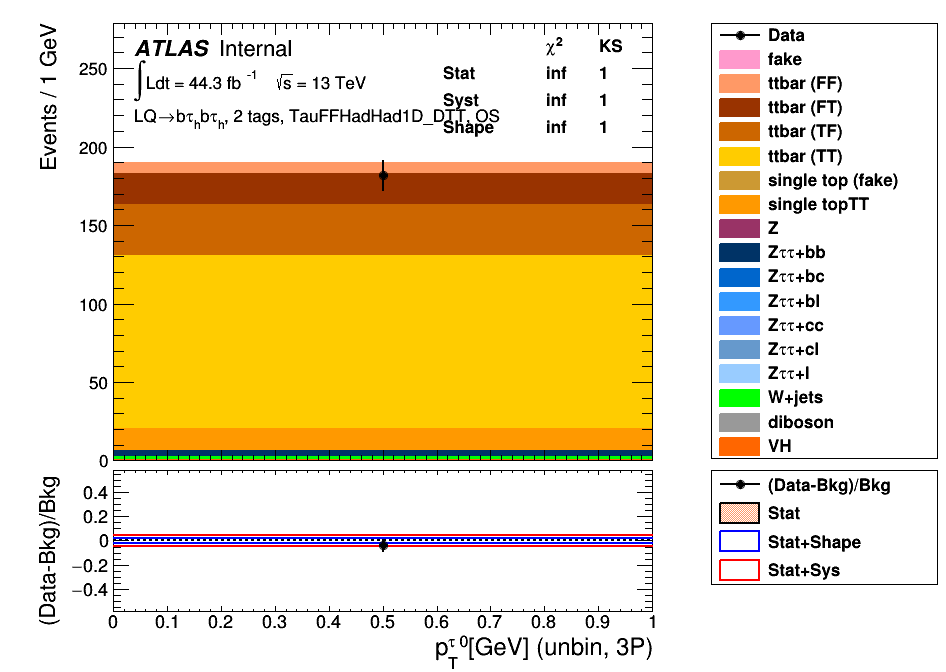 Events / 1 GeV
ATLAS Internal
∫Ldt = 44.3 fb⁻¹ √s = 13 TeV
LQ→bτₕbτₕ, 2 tags, TauFFHadHad1D_DTT, OS
χ² KS
Stat inf 1
Syst inf 1
Shape inf 1
250
200
150
100
50
0
Data
fake
ttbar (FF)
ttbar (FT)
ttbar (TF)
ttbar (TT)
single top (fake)
single topTT
Z
Zττ+bb
Zττ+bc
Zττ+bl
Zττ+cc
Zττ+cl
Zττ+l
W+jets
diboson
VH
(Data-Bkg)/Bkg
0.4
0.2
0
−0.2
−0.4
(Data-Bkg)/Bkg
Stat
Stat+Shape
Stat+Sys
0 0.1 0.2 0.3 0.4 0.5 0.6 0.7 0.8 0.9 1
p_T^{τ 0}[GeV] (unbin, 3P)